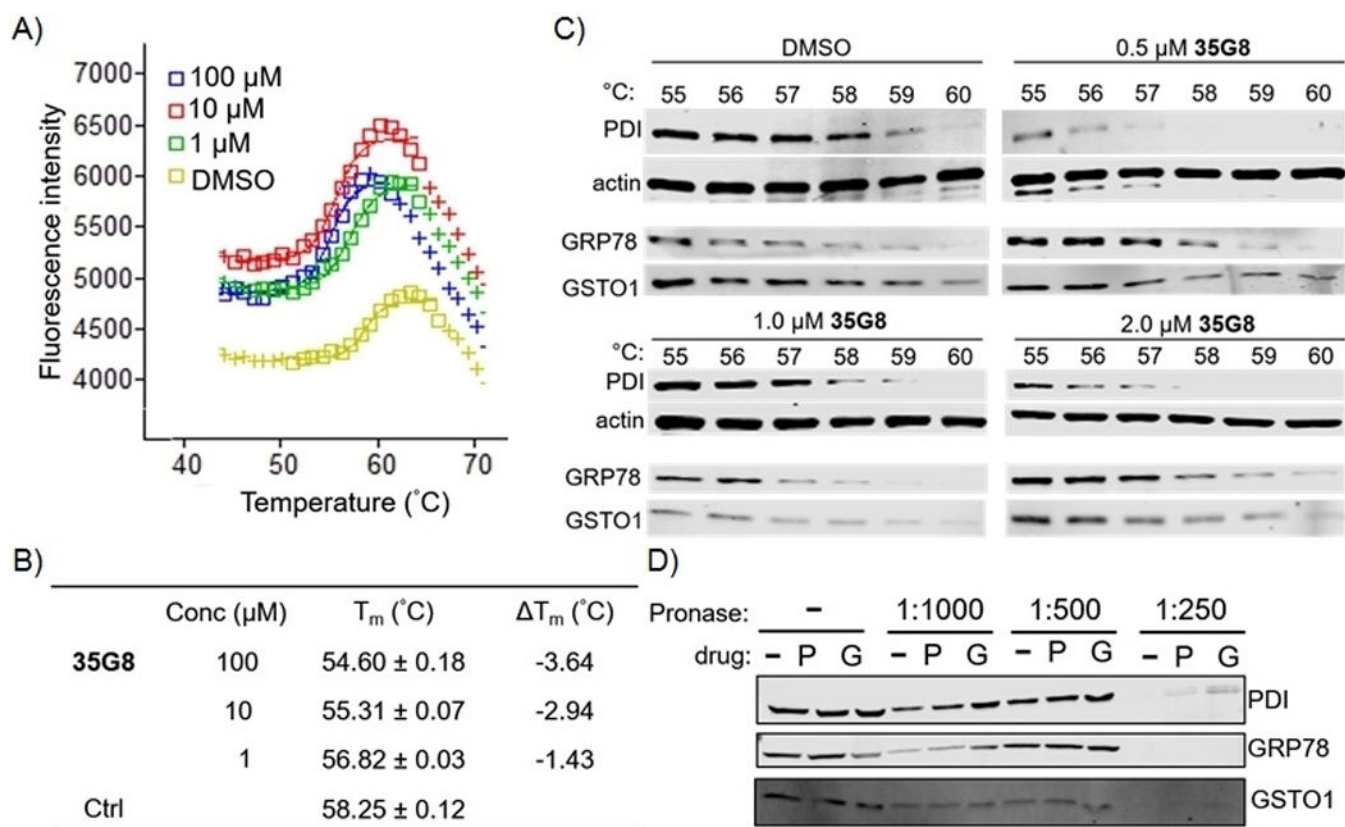 A)
7000
6500
6000
5500
5000
4500
4000
Fluorescence intensity
100 µM
10 µM
1 µM
DMSO
40 50 60 70
Temperature (˚C)
B)
Conc (µM) Tm (˚C) ΔTm (˚C)
35G8 100 54.60 ± 0.18 -3.64
10 55.31 ± 0.07 -2.94
1 56.82 ± 0.03 -1.43
Ctrl 58.25 ± 0.12
C)
DMSO
°C: 55 56 57 58 59 60
PDI
actin
GRP78
GSTO1
0.5 µM 35G8
55 56 57 58 59 60
1.0 µM 35G8
°C: 55 56 57 58 59 60
PDI
actin
GRP78
GSTO1
2.0 µM 35G8
55 56 57 58 59 60
D)
Pronase: – 1:1000 1:500 1:250
drug: – P G – P G – P G – P G
PDI
GRP78
GSTO1